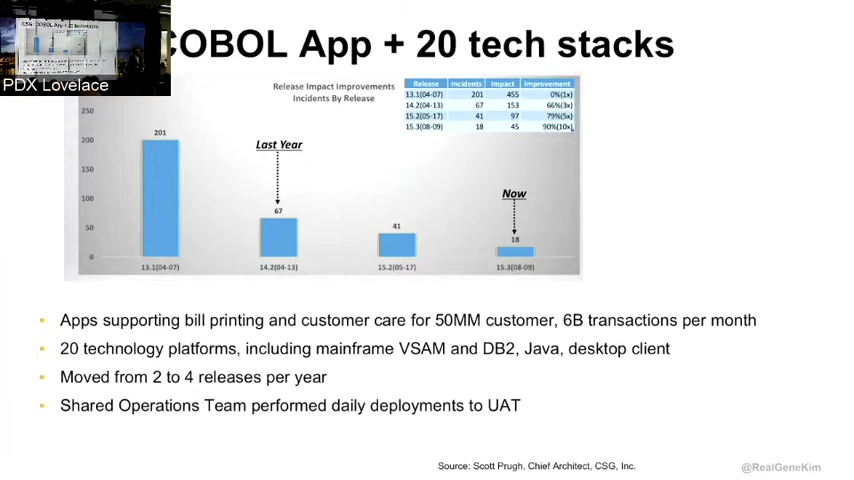 PDX Lovelace
COBOL App + 20 tech stacks
Release Impact Improvements
Incidents By Release
Release Incidents Impact Improvement
13.1(04-07) 201 455 0%(1x)
14.2(04-13) 67 153 66%(3x)
15.2(05-17) 41 97 79%(5x)
15.3(08-09) 18 45 90%(10x)
250
200
150
100
50
0
201
Last Year
67
41
Now
18
13.1(04-07) 14.2(04-13) 15.2(05-17) 15.3(08-09)
• Apps supporting bill printing and customer care for 50MM customer, 6B transactions per month
• 20 technology platforms, including mainframe VSAM and DB2, Java, desktop client
• Moved from 2 to 4 releases per year
• Shared Operations Team performed daily deployments to UAT
Source: Scott Prugh, Chief Architect, CSG, Inc.
@RealGeneKim